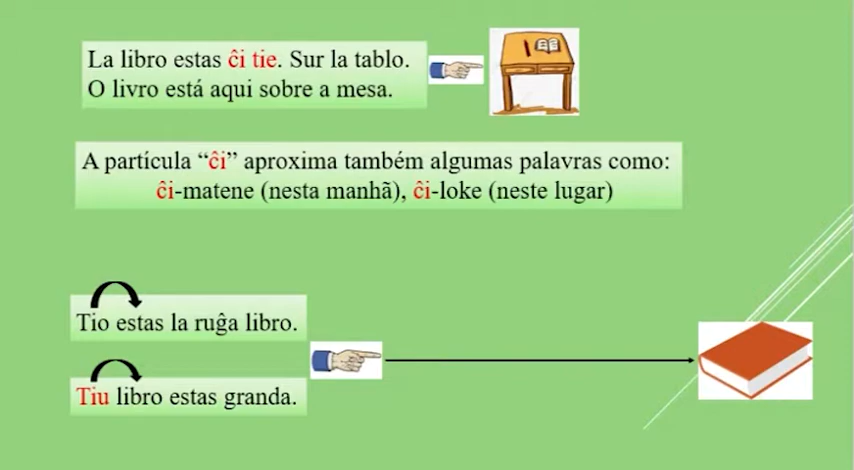 La libro estas ĉi tie. Sur la tablo.
O livro está aqui sobre a mesa.
A partícula “ĉi” aproxima também algumas palavras como:
ĉi-matene (nesta manhã), ĉi-loke (neste lugar)
Tio estas la ruĝa libro.
Tiu libro estas granda.